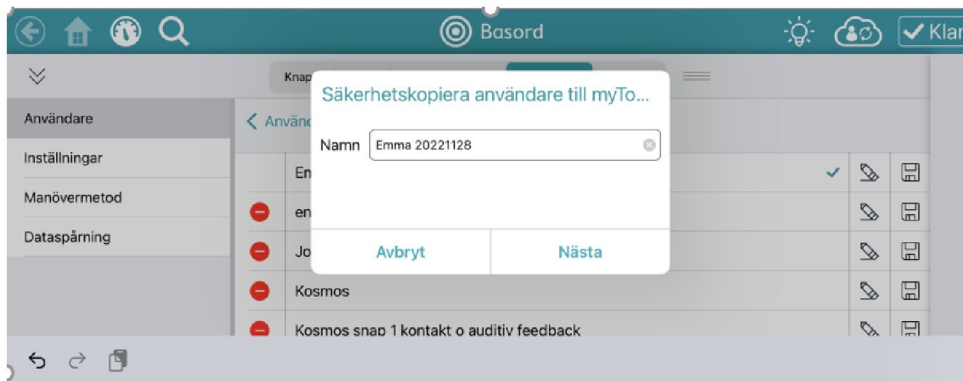 Basord
Klar
Knap
Säkerhetskopiera användare till myTo...
Användare
Använd
Namn Emma 20221128
Inställningar
En
Manövermetod
en
Dataspårning
Jo
Avbryt Nästa
Kosmos
Kosmos snap 1 kontakt o auditiv feedback